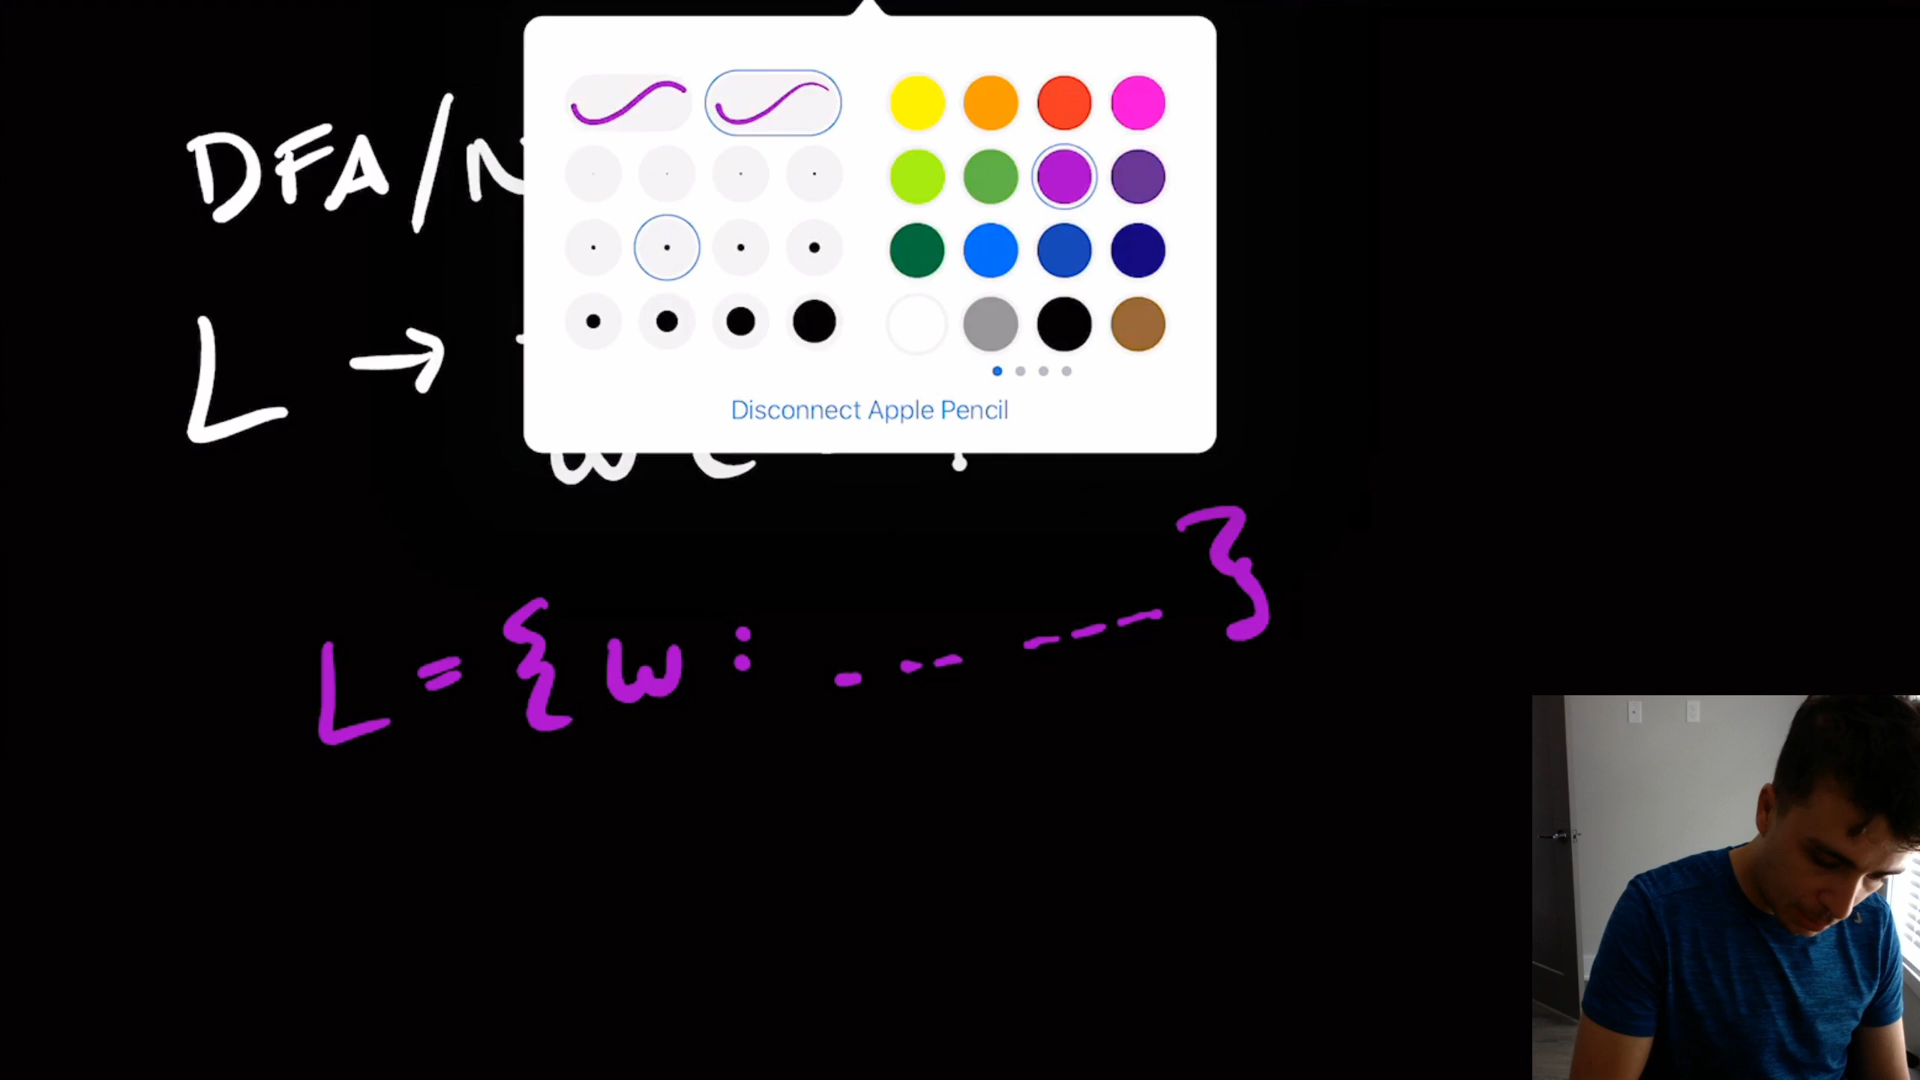 DFA/N
L →
Disconnect Apple Pencil
L = { w : - -- --- }